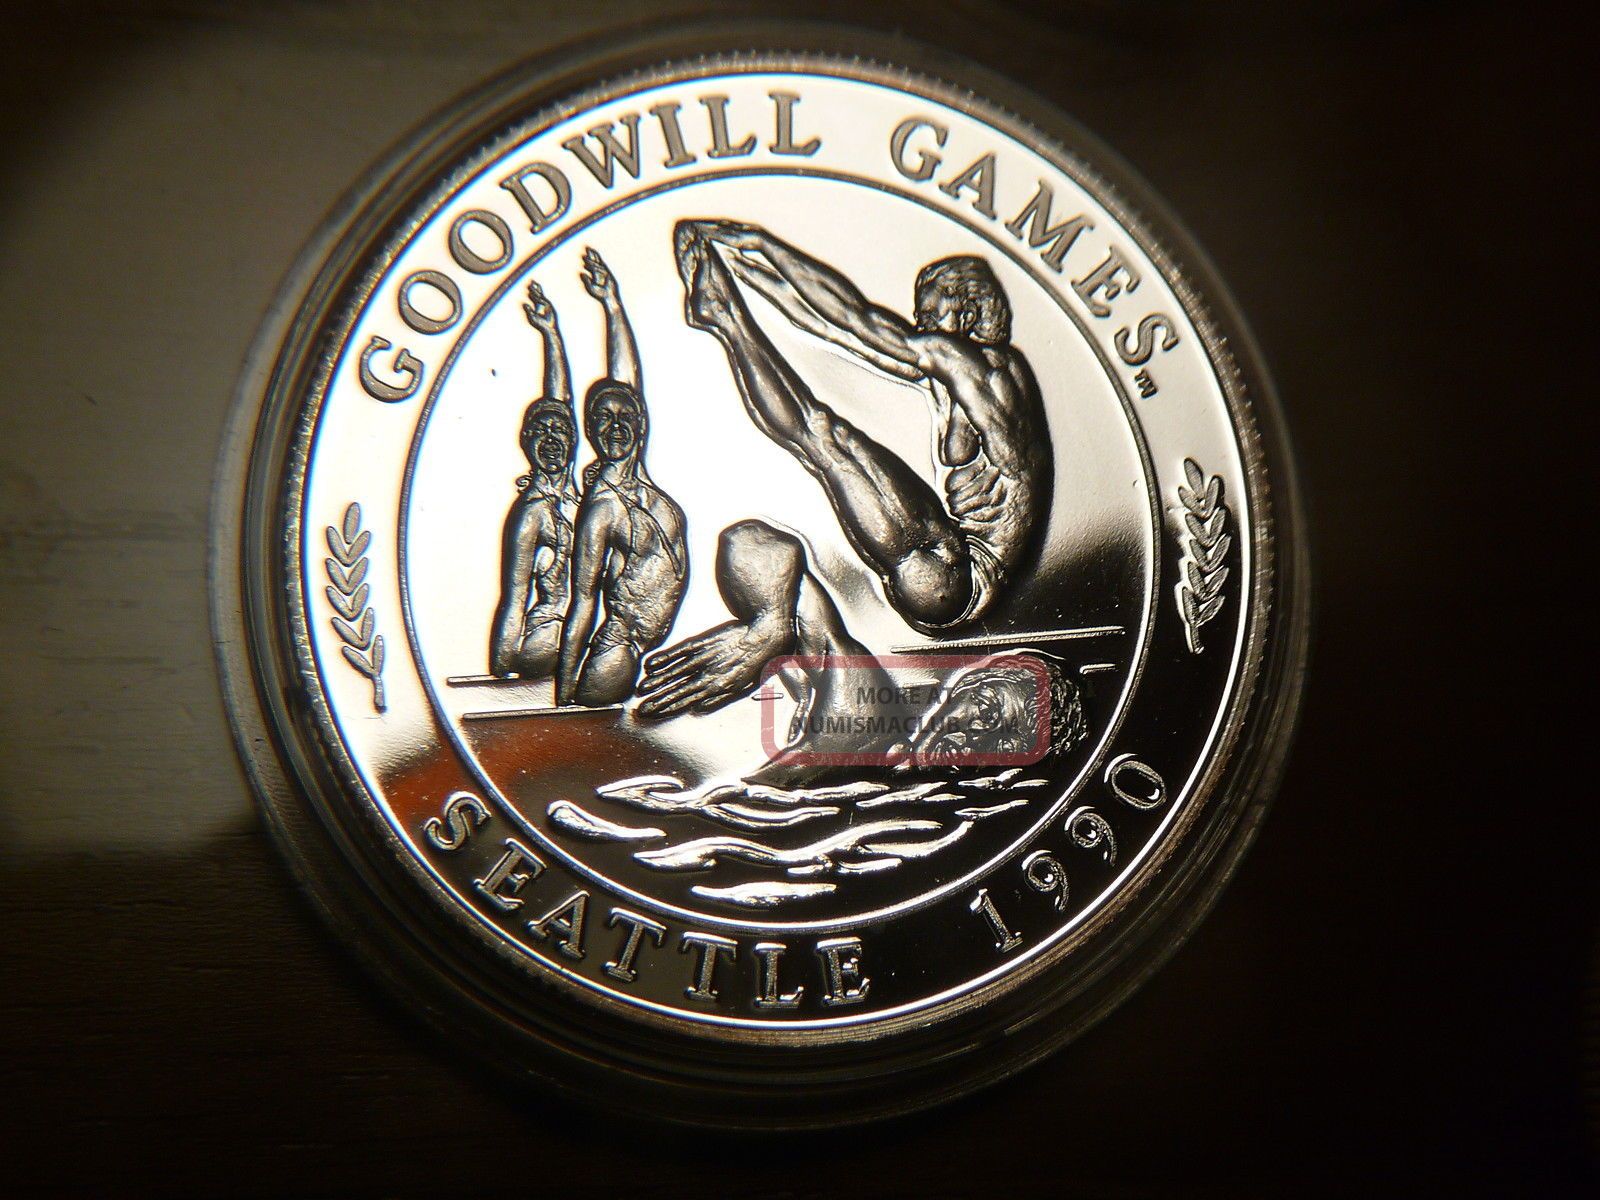 GOODWILL GAMES™
SEATTLE 1990
MORE AT
NUMISMACLUB.COM